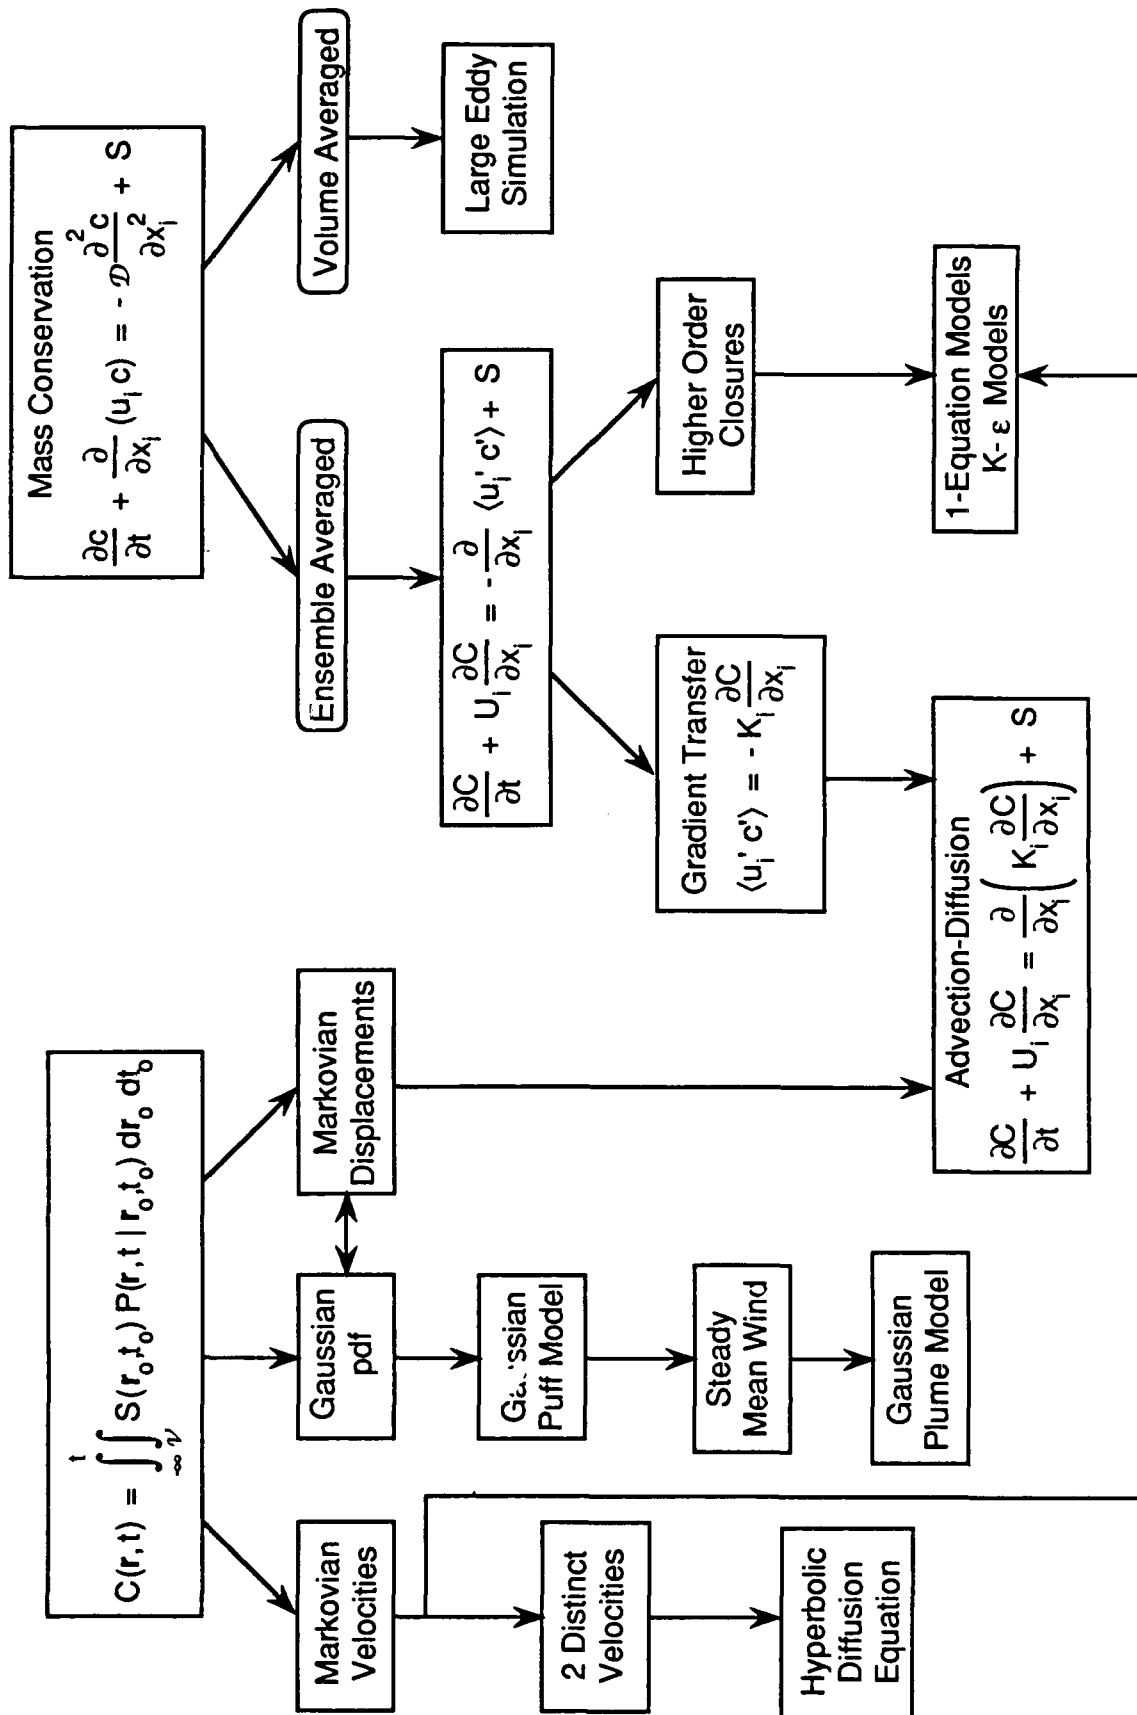 C(r,t) = ∫_{-∞}^{t} ∫_𝒱 S(r_o,t_o) P(r,t | r_o,t_o) dr_o dt_o
Markovian
Velocities
2 Distinct
Velocities
Hyperbolic
Diffusion
Equation
Gaussian
pdf
Puff Model
Steady
Mean Wind
Gaussian
Plume Model
Markovian
Displacements
Mass Conservation
∂c/∂t + ∂/∂x_i (u_i c) = - 𝒟 ∂²c/∂x_i² + S
Ensemble Averaged
∂C/∂t + U_i ∂C/∂x_i = - ∂/∂x_i ⟨u_i' c'⟩ + S
Gradient Transfer
⟨u_i' c'⟩ = - K_i ∂C/∂x_i
Advection-Diffusion
∂C/∂t + U_i ∂C/∂x_i = ∂/∂x_i (K_i ∂C/∂x_i) + S
Higher Order
Closures
1-Equation Models
K- ε Models
Volume Averaged
Large Eddy
Simulation